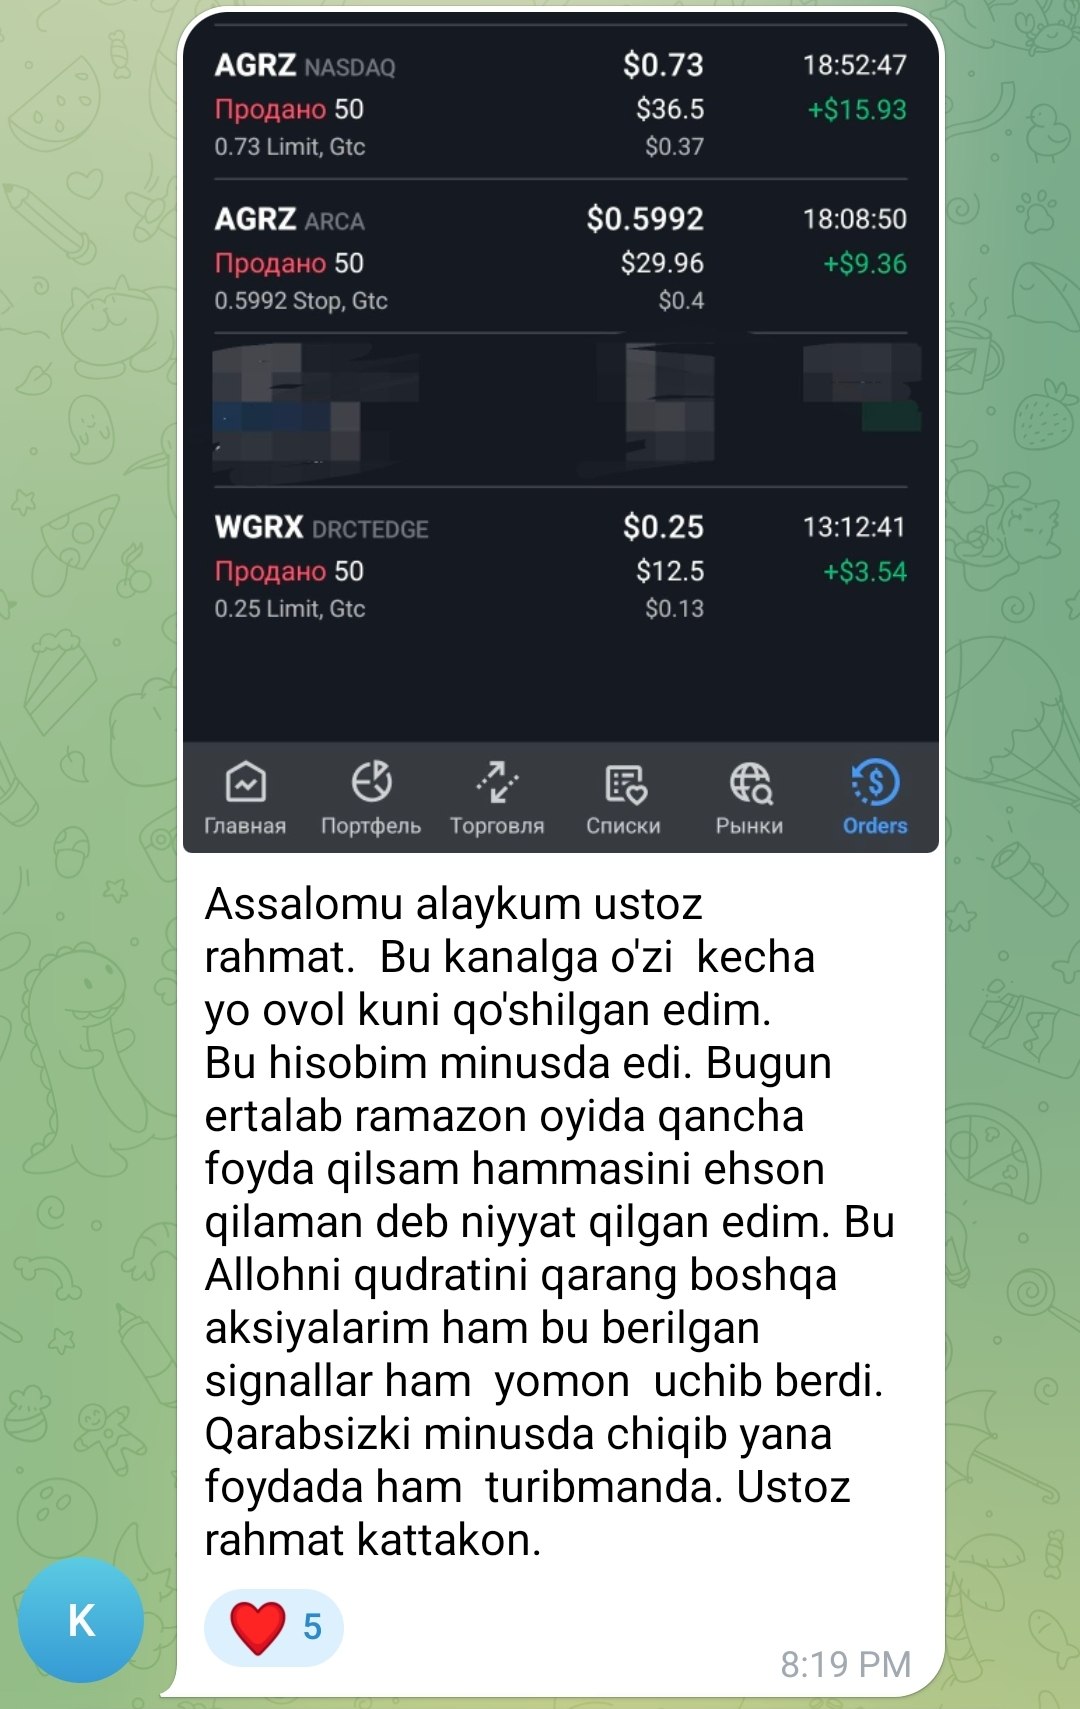 AGRZ NASDAQ $0.73 18:52:47
Продано 50 $36.5 +$15.93
0.73 Limit, Gtc $0.37
AGRZ ARCA $0.5992 18:08:50
Продано 50 $29.96 +$9.36
0.5992 Stop, Gtc $0.4
WGRX DRCTEDGE $0.25 13:12:41
Продано 50 $12.5 +$3.54
0.25 Limit, Gtc $0.13
Главная Портфель Торговля Списки Рынки Orders
Assalomu alaykum ustoz
rahmat. Bu kanalga o'zi kecha
yo ovol kuni qo'shilgan edim.
Bu hisobim minusda edi. Bugun
ertalab ramazon oyida qancha
foyda qilsam hammasini ehson
qilaman deb niyyat qilgan edim. Bu
Allohni qudratini qarang boshqa
aksiyalarim ham bu berilgan
signallar ham yomon uchib berdi.
Qarabsizki minusda chiqib yana
foydada ham turibmanda. Ustoz
rahmat kattakon.
K
❤ 5
8:19 PM